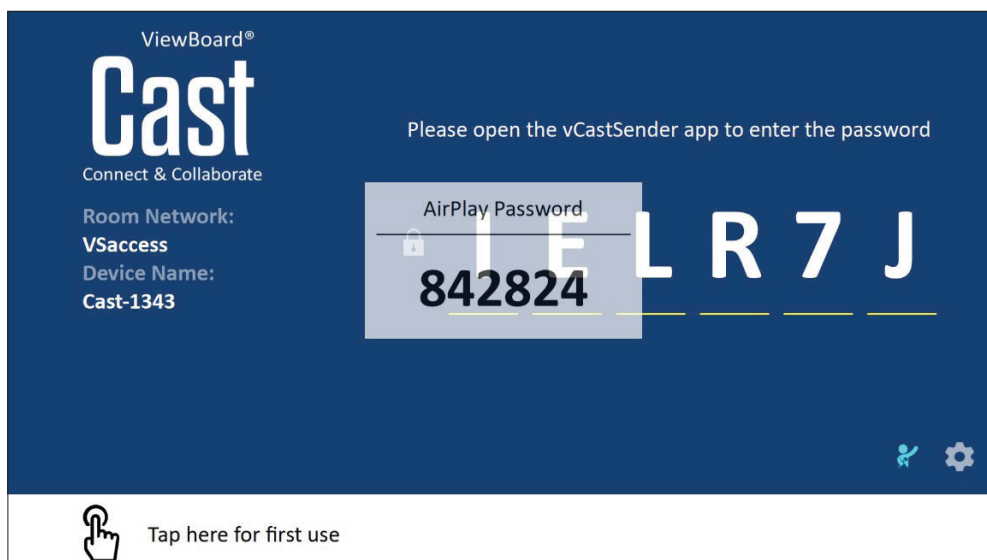 ViewBoard®
Cast
Connect & Collaborate
Room Network:
VSaccess
Device Name:
Cast-1343
Please open the vCastSender app to enter the password
AirPlay Password
842824
I E L R 7 J
Tap here for first use